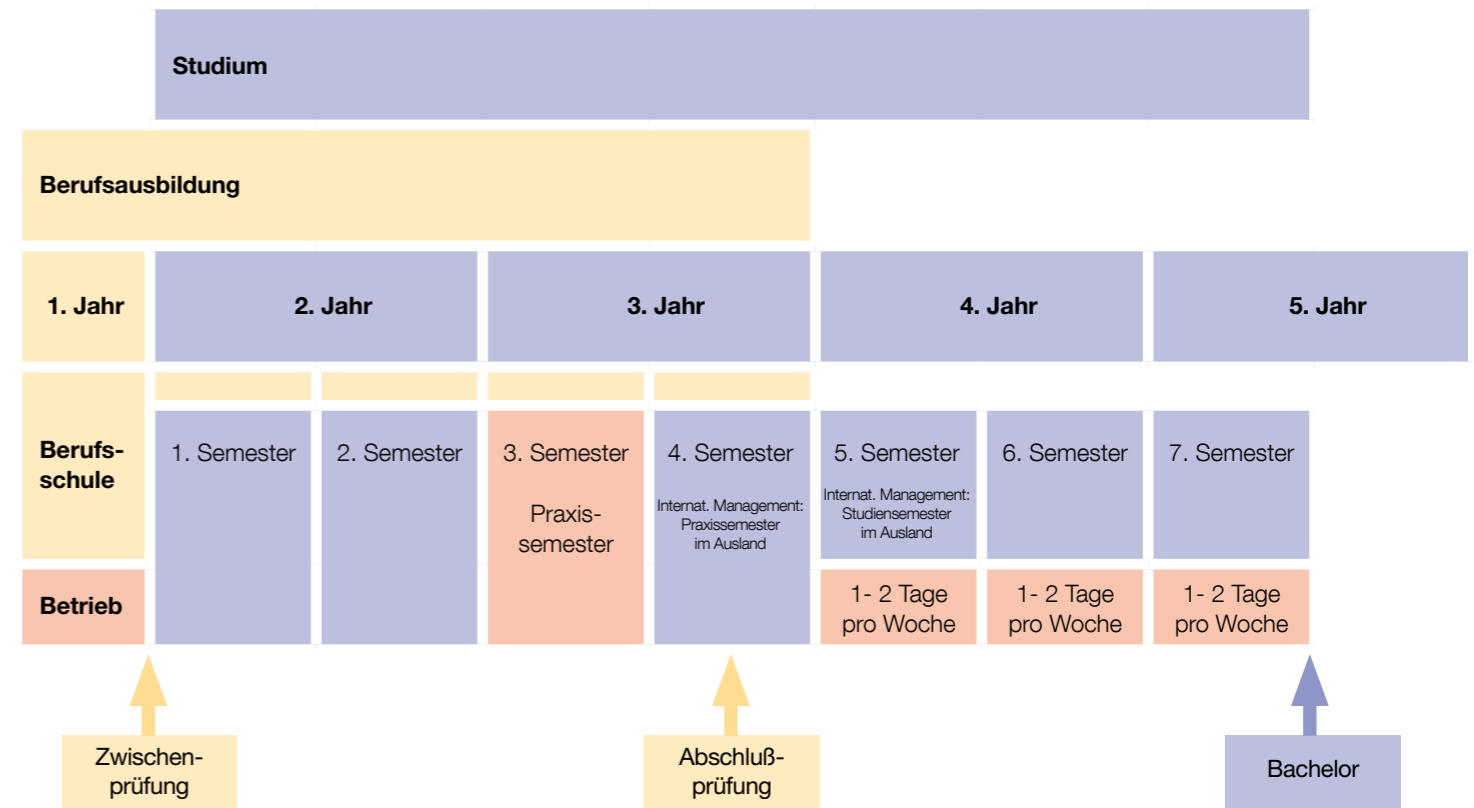 Studium
Berufsausbildung
1. Jahr
2. Jahr
3. Jahr
4. Jahr
5. Jahr
Berufs-
schule
1. Semester
2. Semester
3. Semester
Praxis-
semester
4. Semester
Internat. Management:
Praxissemester
im Ausland
5. Semester
Internat. Management:
Studiensemester
im Ausland
6. Semester
7. Semester
Betrieb
1- 2 Tage
pro Woche
1- 2 Tage
pro Woche
1- 2 Tage
pro Woche
Zwischen-
prüfung
Abschluß-
prüfung
Bachelor